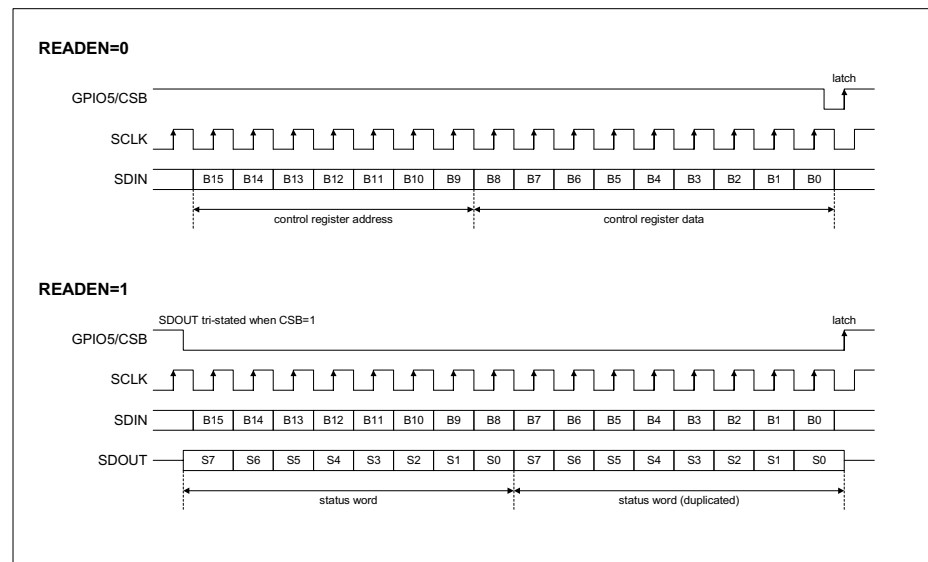 READEN=0
latch
GPIO5/CSB
SCLK
SDIN B15 B14 B13 B12 B11 B10 B9 B8 B7 B6 B5 B4 B3 B2 B1 B0
control register address control register data
READEN=1
SDOUT tri-stated when CSB=1 latch
GPIO5/CSB
SCLK
SDIN B15 B14 B13 B12 B11 B10 B9 B8 B7 B6 B5 B4 B3 B2 B1 B0
SDOUT S7 S6 S5 S4 S3 S2 S1 S0 S7 S6 S5 S4 S3 S2 S1 S0
status word status word (duplicated)